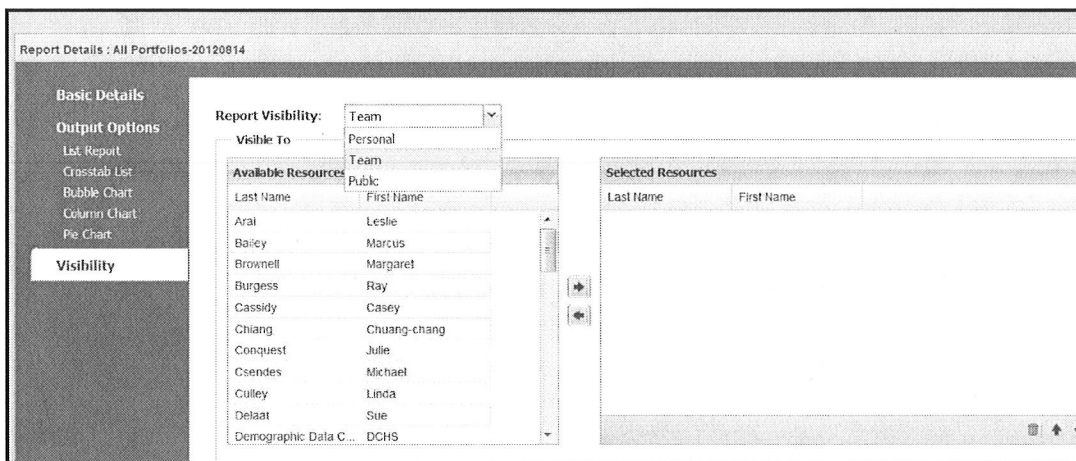 Report Details : All Portfolios-20120814
Basic Details
Output Options
List Report
Crosstab List
Bubble Chart
Column Chart
Pie Chart
Visibility
Report Visibility: Team
Personal
Team
Public
Visible To
Available Resources
Last Name First Name
Arai Leslie
Bailey Marcus
Brownell Margaret
Burgess Ray
Cassidy Casey
Chiang Chuang-chang
Conquest Julie
Csendes Michael
Culley Linda
Delaat Sue
Demographic Data C... DCHS
Selected Resources
Last Name First Name